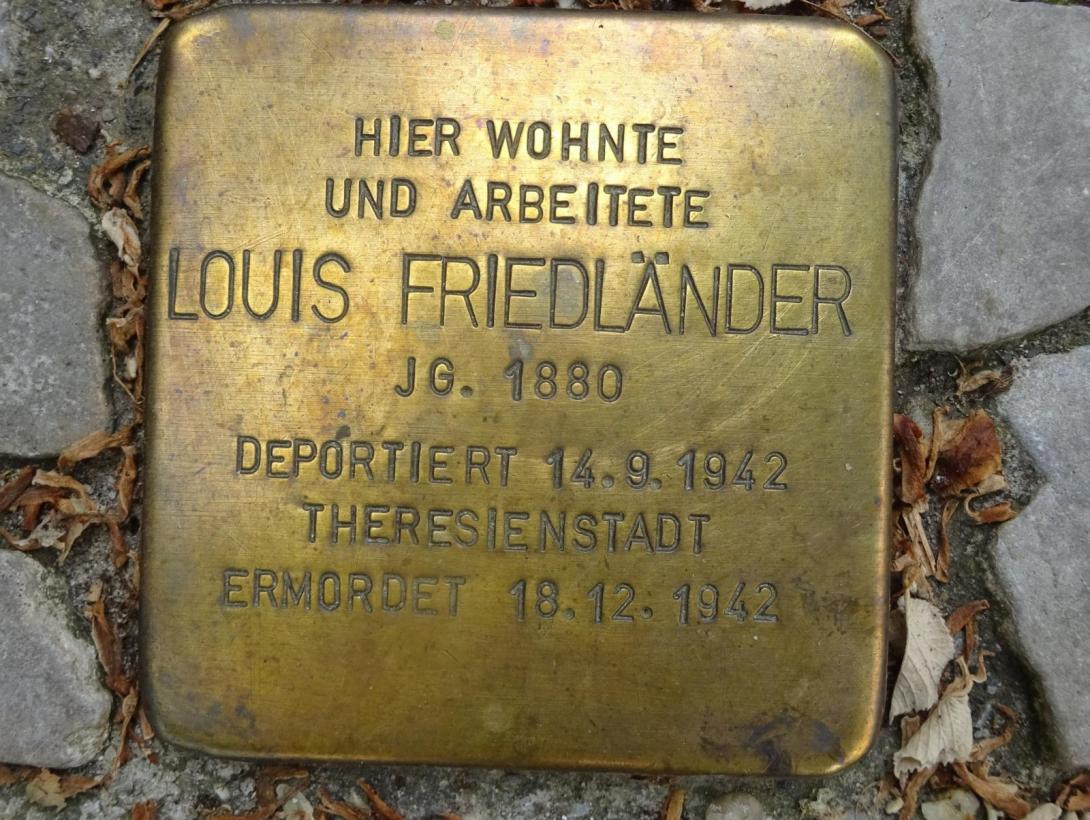 HIER WOHNTE
UND ARBEITETE
LOUIS FRIEDLÄNDER
JG. 1880
DEPORTIERT 14.9.1942
THERESIENSTADT
ERMORDET 18.12.1942